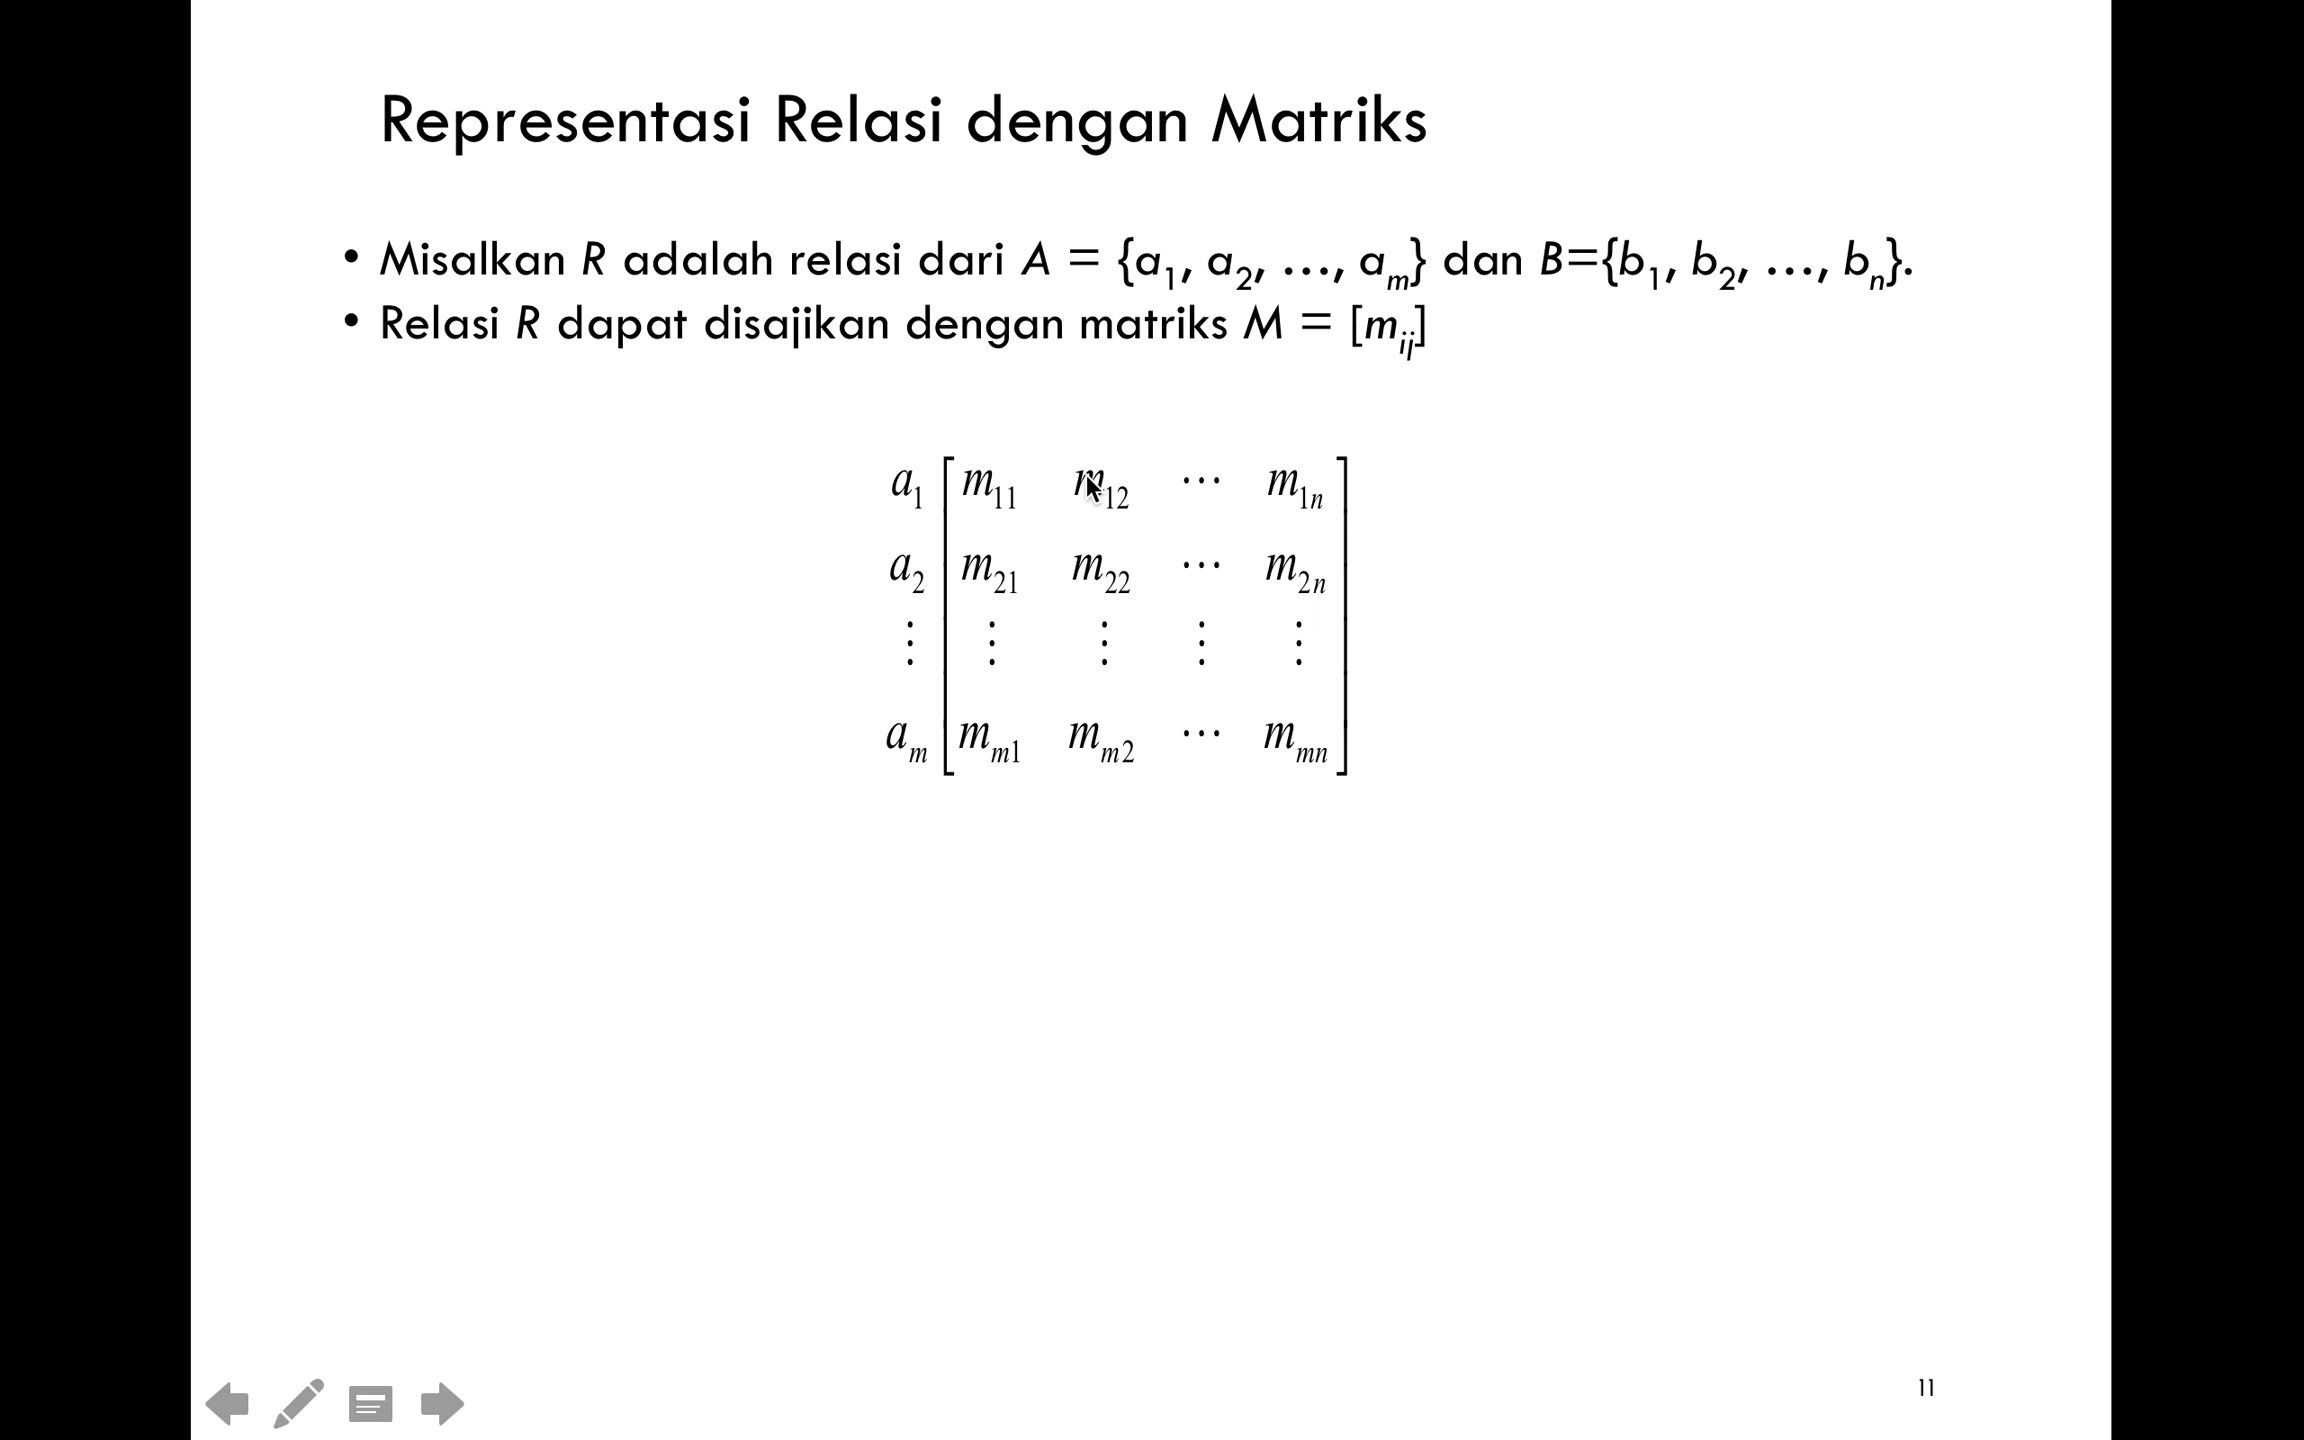 Representasi Relasi dengan Matriks
• Misalkan R adalah relasi dari A = {a₁, a₂, …, aₘ} dan B={b₁, b₂, …, bₙ}.
• Relasi R dapat disajikan dengan matriks M = [mᵢⱼ]
a₁ [ m₁₁ m₁₂ ⋯ m₁ₙ ]
a₂ [ m₂₁ m₂₂ ⋯ m₂ₙ ]
⋮ [ ⋮ ⋮ ⋮ ⋮ ]
aₘ [ mₘ₁ mₘ₂ ⋯ mₘₙ ]
11